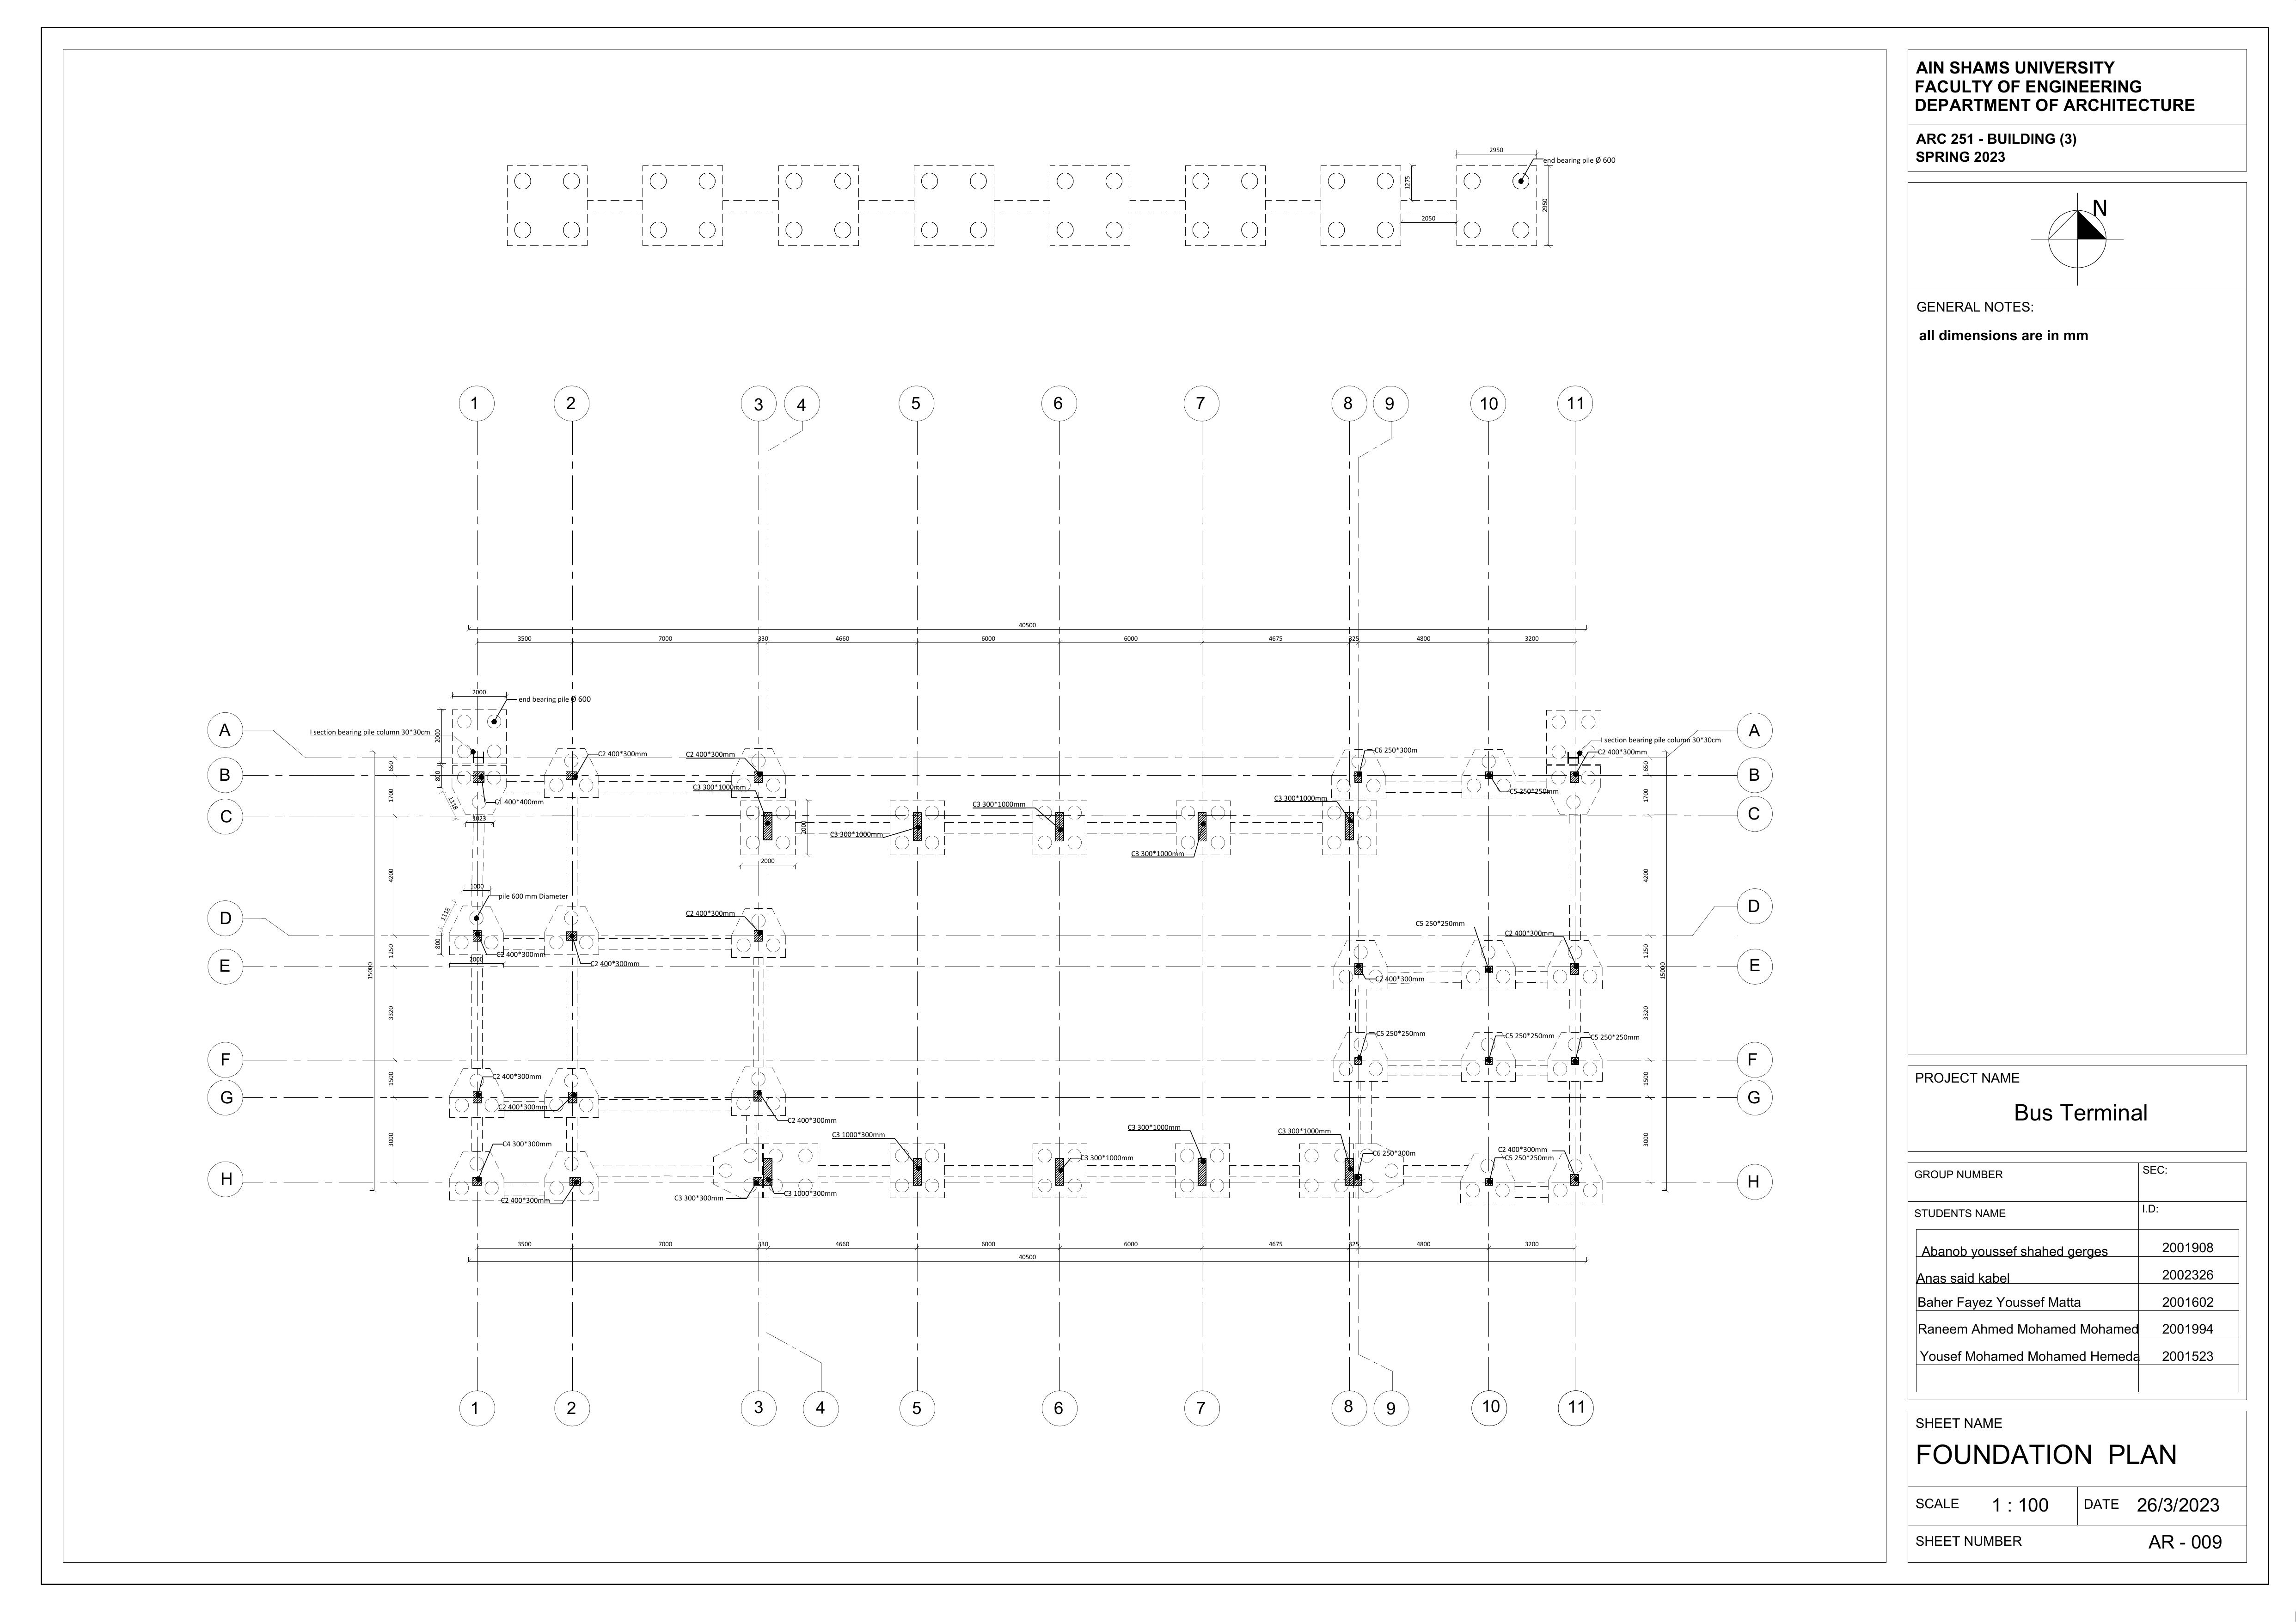 AIN SHAMS UNIVERSITY
FACULTY OF ENGINEERING
DEPARTMENT OF ARCHITECTURE
ARC 251 - BUILDING (3)
SPRING 2023
N
GENERAL NOTES:
all dimensions are in mm
2950
end bearing pile Ø 600
1275
2950
2050
1 2 3 4 5 6 7 8 9 10 11
40500
3500 7000 330 4660 6000 6000 4675 325 4800 3200
2000
end bearing pile Ø 600
A
I section bearing pile column 30*30cm
2000
I section bearing pile column 30*30cm
A
C2 400*300mm
C2 400*300mm
C6 250*300m
C2 400*300mm
650
650
B
800
B
C3 300*1000mm
C5 250*250mm
1700
1700
C1 400*400mm
1118
C3 300*1000mm
C3 300*1000mm
C
1023
C
C3 300*1000mm
2000
C3 300*1000mm
2000
4200
4200
1000
pile 600 mm Diameter
1118
D
C2 400*300mm
D
C5 250*250mm
C2 400*300mm
800
1250
1250
C2 400*300mm
2000
C2 400*300mm
E
15000
15000
E
C2 400*300mm
3320
3320
C5 250*250mm
C5 250*250mm
C5 250*250mm
F
F
C2 400*300mm
1500
1500
G
C2 400*300mm
G
C2 400*300mm
C3 1000*300mm
C3 300*1000mm
C3 300*1000mm
3000
3000
C4 300*300mm
C3 300*1000mm
C6 250*300m
C2 400*300mm
C5 250*250mm
H
H
C2 400*300mm
C3 300*300mm
C3 1000*300mm
3500 7000 330 4660 6000 6000 4675 325 4800 3200
40500
1 2 3 4 5 6 7 8 9 10 11
PROJECT NAME
Bus Terminal
GROUP NUMBER
SEC:
STUDENTS NAME
I.D:
Abanob youssef shahed gerges 2001908
Anas said kabel 2002326
Baher Fayez Youssef Matta 2001602
Raneem Ahmed Mohamed Mohamed 2001994
Yousef Mohamed Mohamed Hemeda 2001523
SHEET NAME
FOUNDATION PLAN
SCALE 1 : 100 DATE 26/3/2023
SHEET NUMBER AR - 009